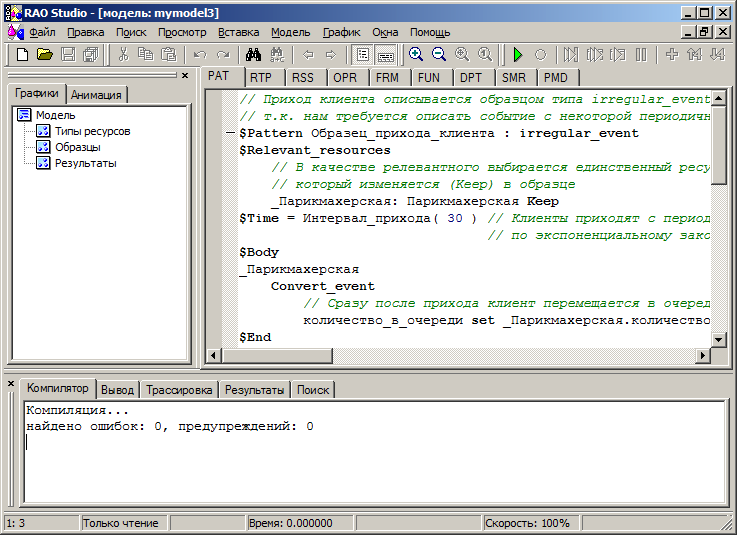 RAO Studio - [модель: mymodel3]
Файл Правка Поиск Просмотр Вставка Модель График Окна Помощь
Графики Анимация
Модель
Типы ресурсов
Образцы
Результаты
PAT RTP RSS OPR FRM FUN DPT SMR PMD
// Приход клиента описывается образцом типа irregular_event
// т.к. нам требуется описать событие с некоторой периодичн
$Pattern Образец_прихода_клиента : irregular_event
$Relevant_resources
// В качестве релевантного выбирается единственный ресу
// который изменяется (Keep) в образце
_Парикмахерская: Парикмахерская Keep
$Time = Интервал_прихода( 30 ) // Клиенты приходят с период
// по экспоненциальному зако
$Body
_Парикмахерская
Convert_event
// Сразу после прихода клиент перемещается в очеред
количество_в_очереди set _Парикмахерская.количество
$End
Компилятор Вывод Трассировка Результаты Поиск
Компиляция...
найдено ошибок: 0, предупреждений: 0
1: 3 Только чтение Время: 0.000000 Скорость: 100%